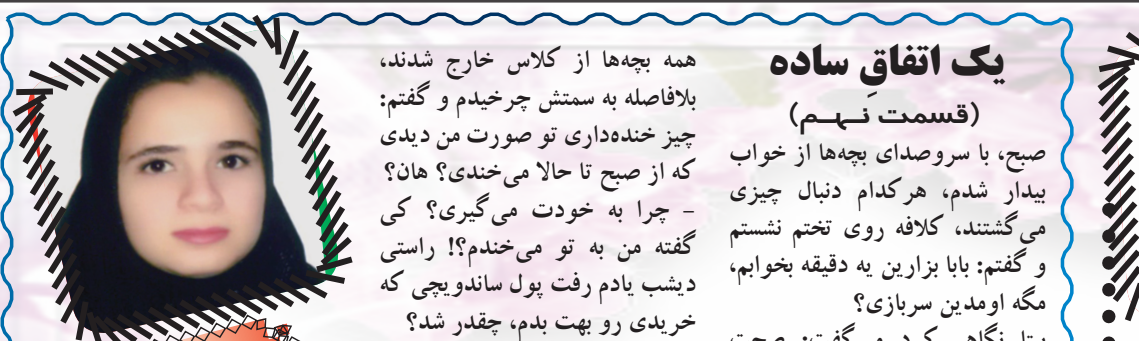 یک اتفاقِ ساده
(قسمت نـهـم)
صبح، با سروصدای بچه‌ها از خواب
بیدار شدم، هرکدام دنبال چیزی
می‌گشتند، کلافه روی تختم نشستم
و گفتم: بابا بزارین یه دقیقه بخوابم،
مگه اومدین سربازی؟
همه بچه‌ها از کلاس خارج شدند،
بلافاصله به سمتش چرخیدم و گفتم:
چیز خنده‌داری تو صورت من دیدی
که از صبح تا حالا می‌خندی؟ هان؟
- چرا به خودت می‌گیری؟ کی
گفته من به تو می‌خندم؟! راستی
دیشب یادم رفت پول ساندویچی که
خریدی رو بهت بدم، چقدر شد؟